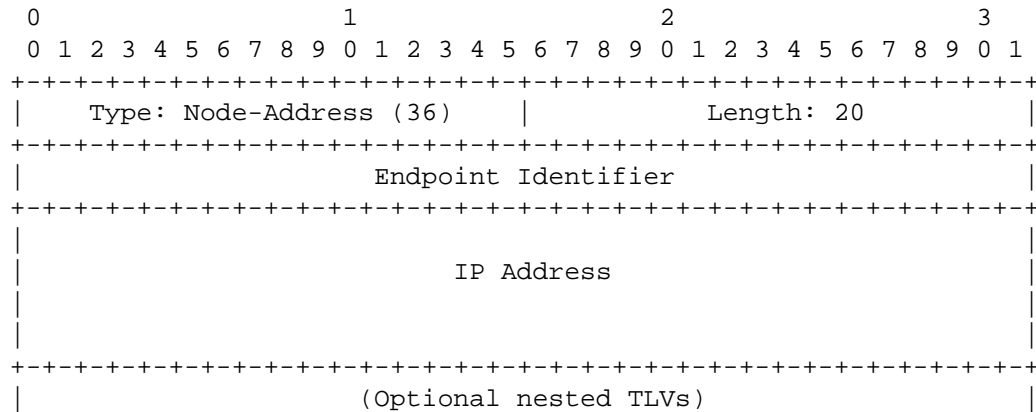 0                   1                   2                   3
 0 1 2 3 4 5 6 7 8 9 0 1 2 3 4 5 6 7 8 9 0 1 2 3 4 5 6 7 8 9 0 1
+-+-+-+-+-+-+-+-+-+-+-+-+-+-+-+-+-+-+-+-+-+-+-+-+-+-+-+-+-+-+-+-+
|    Type: Node-Address (36)    |           Length: 20          |
+-+-+-+-+-+-+-+-+-+-+-+-+-+-+-+-+-+-+-+-+-+-+-+-+-+-+-+-+-+-+-+-+
|                      Endpoint Identifier                      |
+-+-+-+-+-+-+-+-+-+-+-+-+-+-+-+-+-+-+-+-+-+-+-+-+-+-+-+-+-+-+-+-+
|                                                               |
|                           IP Address                          |
|                                                               |
|                                                               |
+-+-+-+-+-+-+-+-+-+-+-+-+-+-+-+-+-+-+-+-+-+-+-+-+-+-+-+-+-+-+-+-+
|                     (Optional nested TLVs)                    |